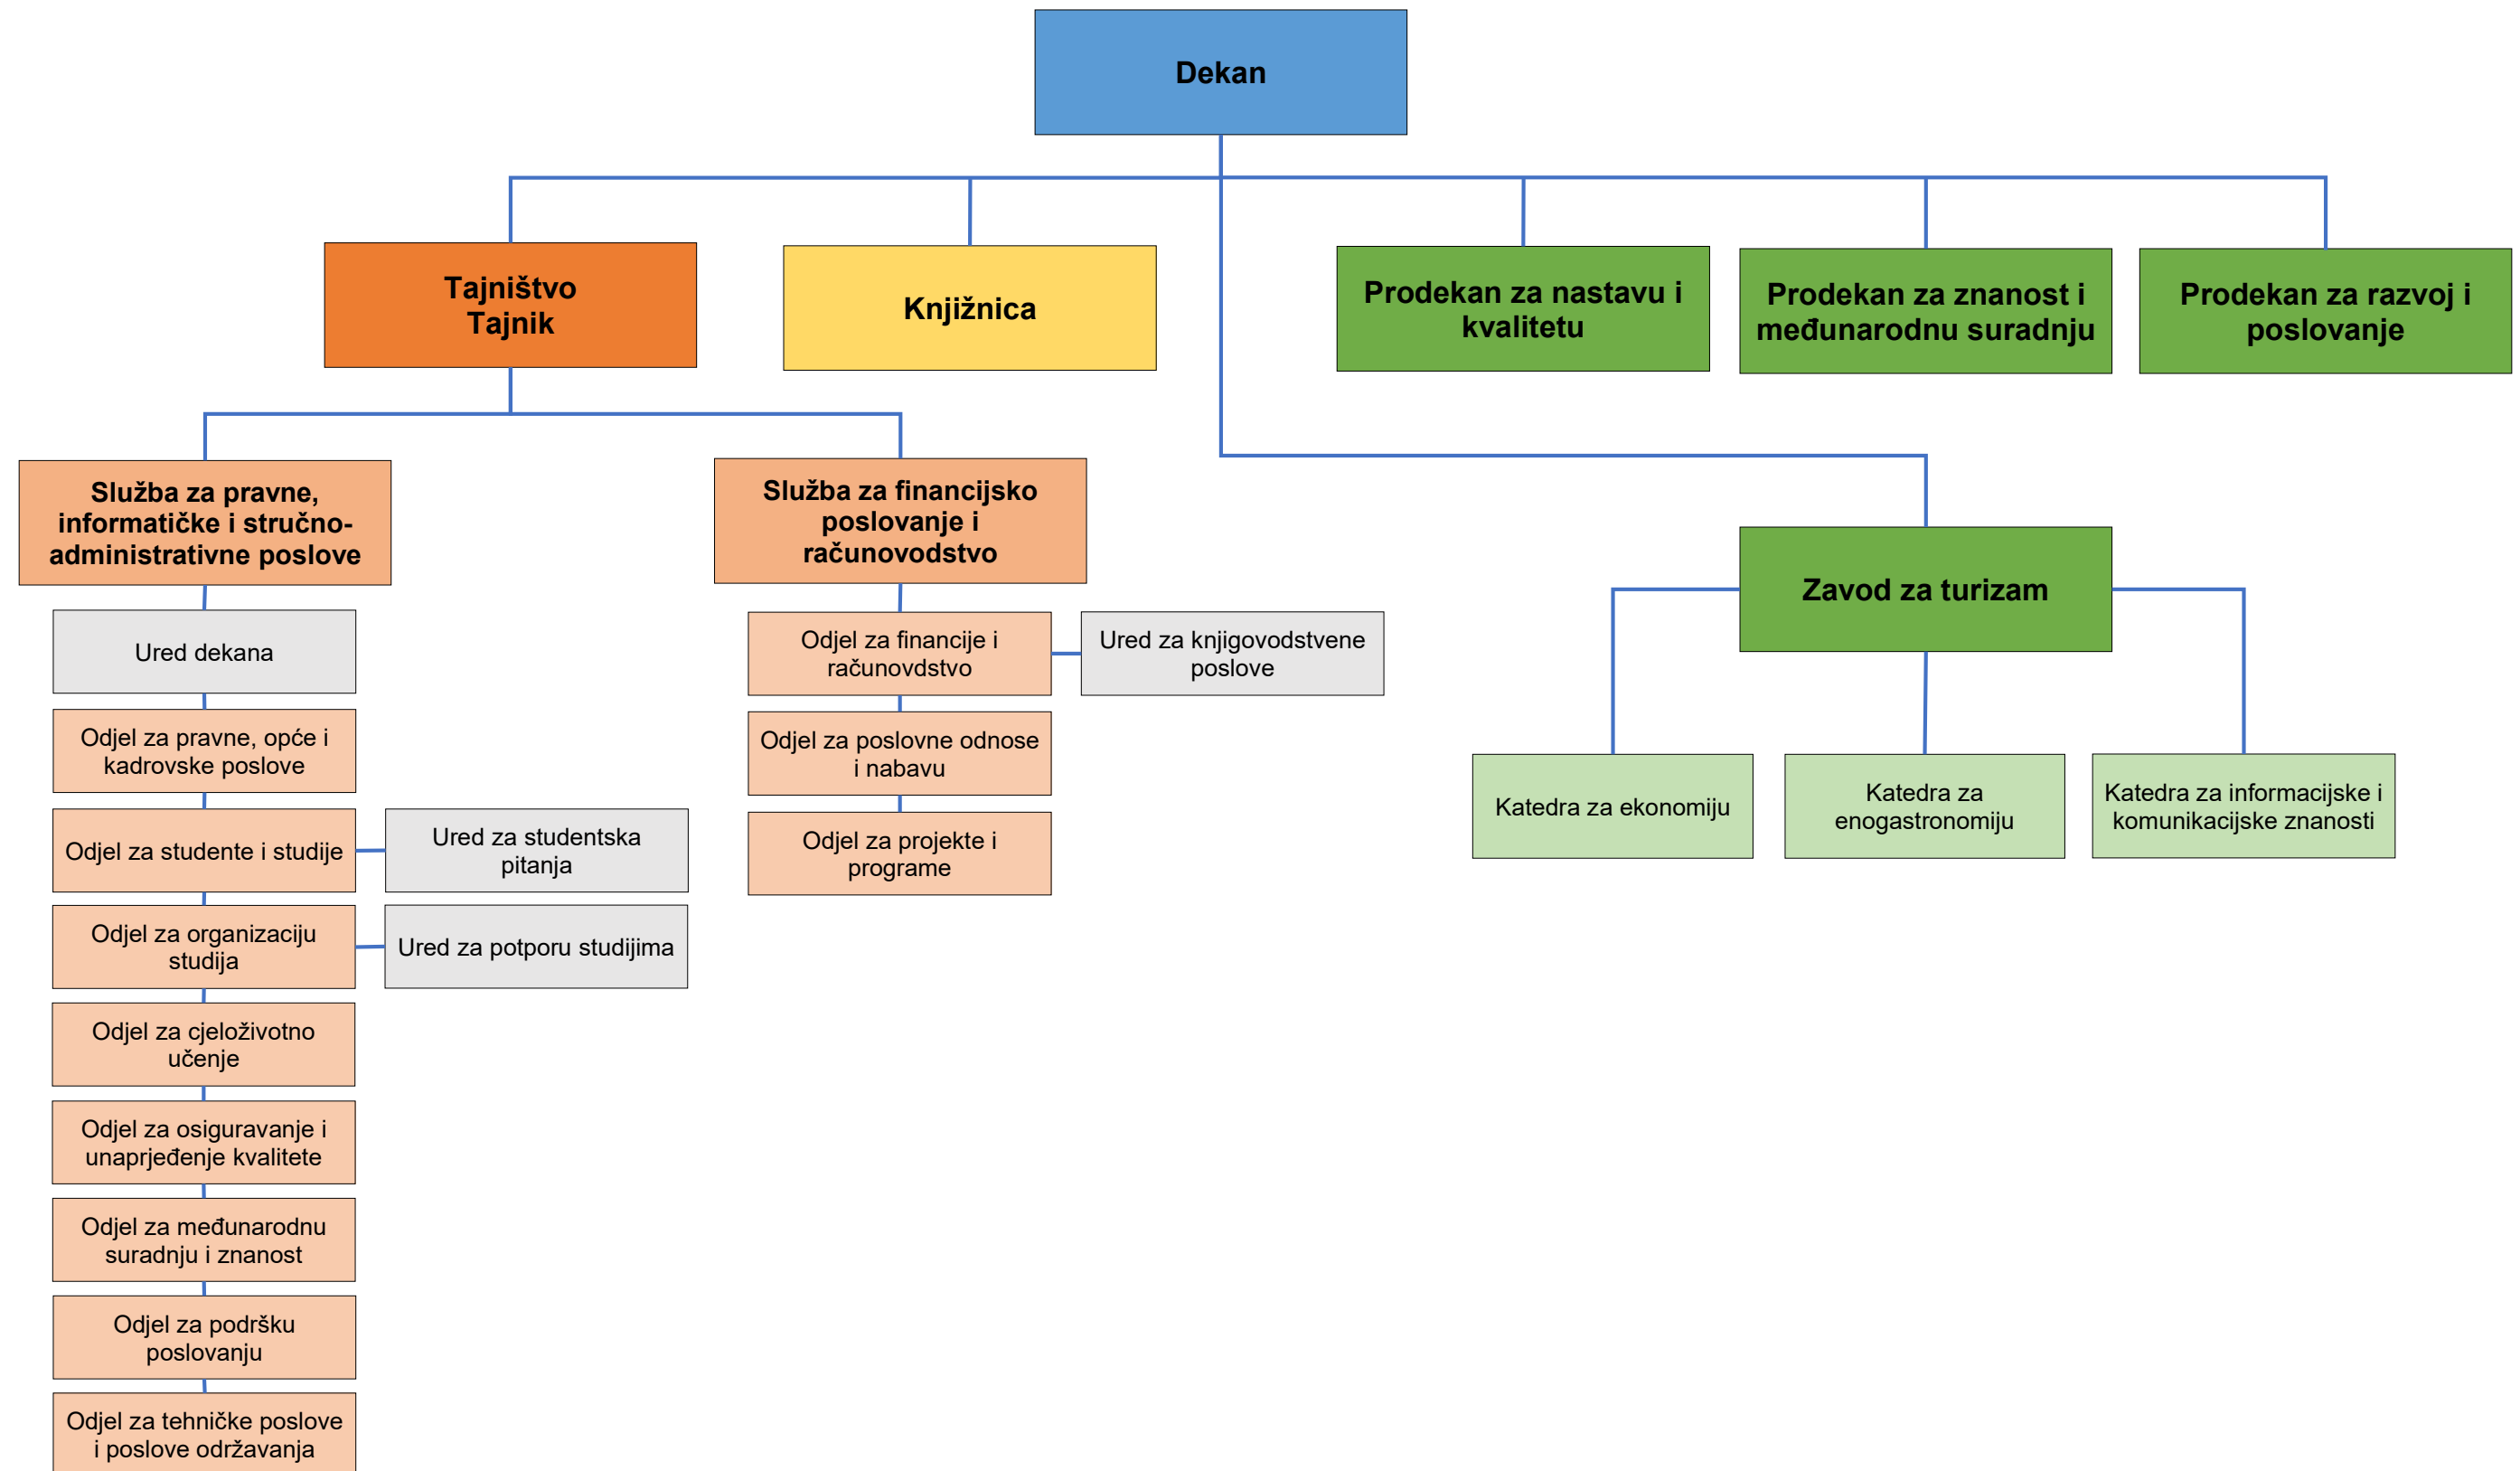 Dekan
Tajništvo
Tajnik
Knjižnica
Prodekan za nastavu i
kvalitetu
Prodekan za znanost i
međunarodnu suradnju
Prodekan za razvoj i
poslovanje
Služba za pravne,
informatičke i stručno-
administrativne poslove
Služba za financijsko
poslovanje i
računovodstvo
Zavod za turizam
Ured dekana
Odjel za pravne, opće i
kadrovske poslove
Odjel za studente i studije
Ured za studentska
pitanja
Odjel za organizaciju
studija
Ured za potporu studijima
Odjel za cjeloživotno
učenje
Odjel za osiguravanje i
unaprjeđenje kvalitete
Odjel za međunarodnu
suradnju i znanost
Odjel za podršku
poslovanju
Odjel za tehničke poslove
i poslove održavanja
Odjel za financije i
računovdstvo
Ured za knjigovodstvene
poslove
Odjel za poslovne odnose
i nabavu
Odjel za projekte i
programe
Katedra za ekonomiju
Katedra za
enogastronomiju
Katedra za informacijske i
komunikacijske znanosti